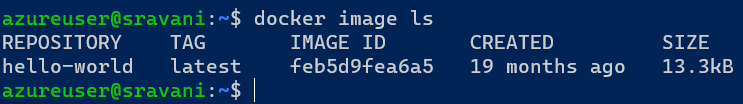 azureuser@sravani:~$ docker image ls
REPOSITORY TAG IMAGE ID CREATED SIZE
hello-world latest feb5d9fea6a5 19 months ago 13.3kB
azureuser@sravani:~$